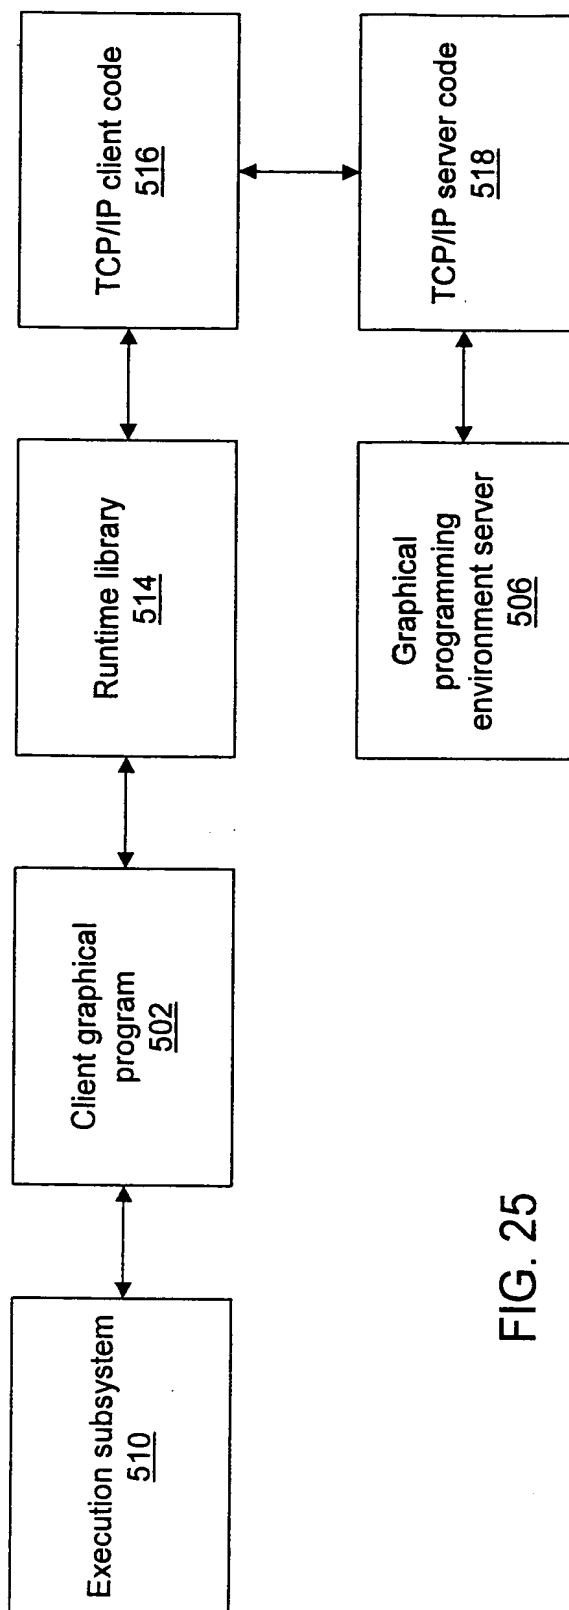 Execution subsystem
510
Client graphical
program
502
Runtime library
514
TCP/IP client code
516
Graphical
programming
environment server
506
TCP/IP server code
518
FIG. 25